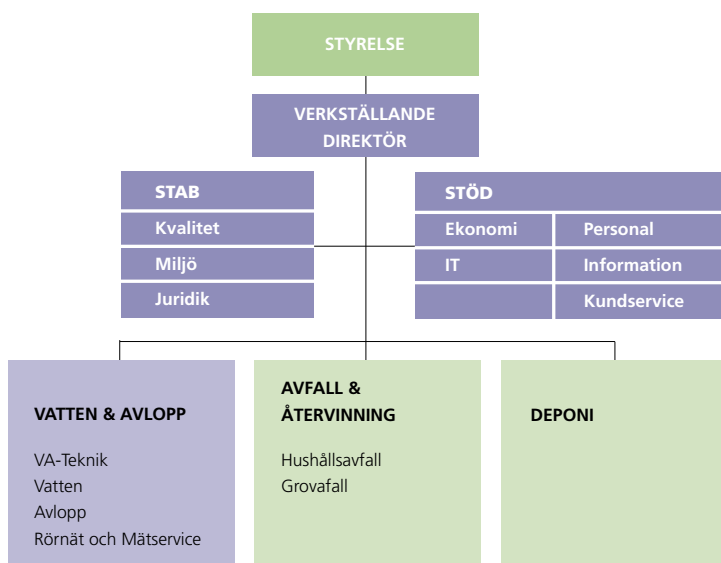 STYRELSE
VERKSTÄLLANDE
DIREKTÖR
STAB
Kvalitet
Miljö
Juridik
STÖD
Ekonomi Personal
IT Information
Kundservice
VATTEN & AVLOPP
VA-Teknik
Vatten
Avlopp
Rörnät och Mätservice
AVFALL &
ÅTERVINNING
Hushållsavfall
Grovafall
DEPONI